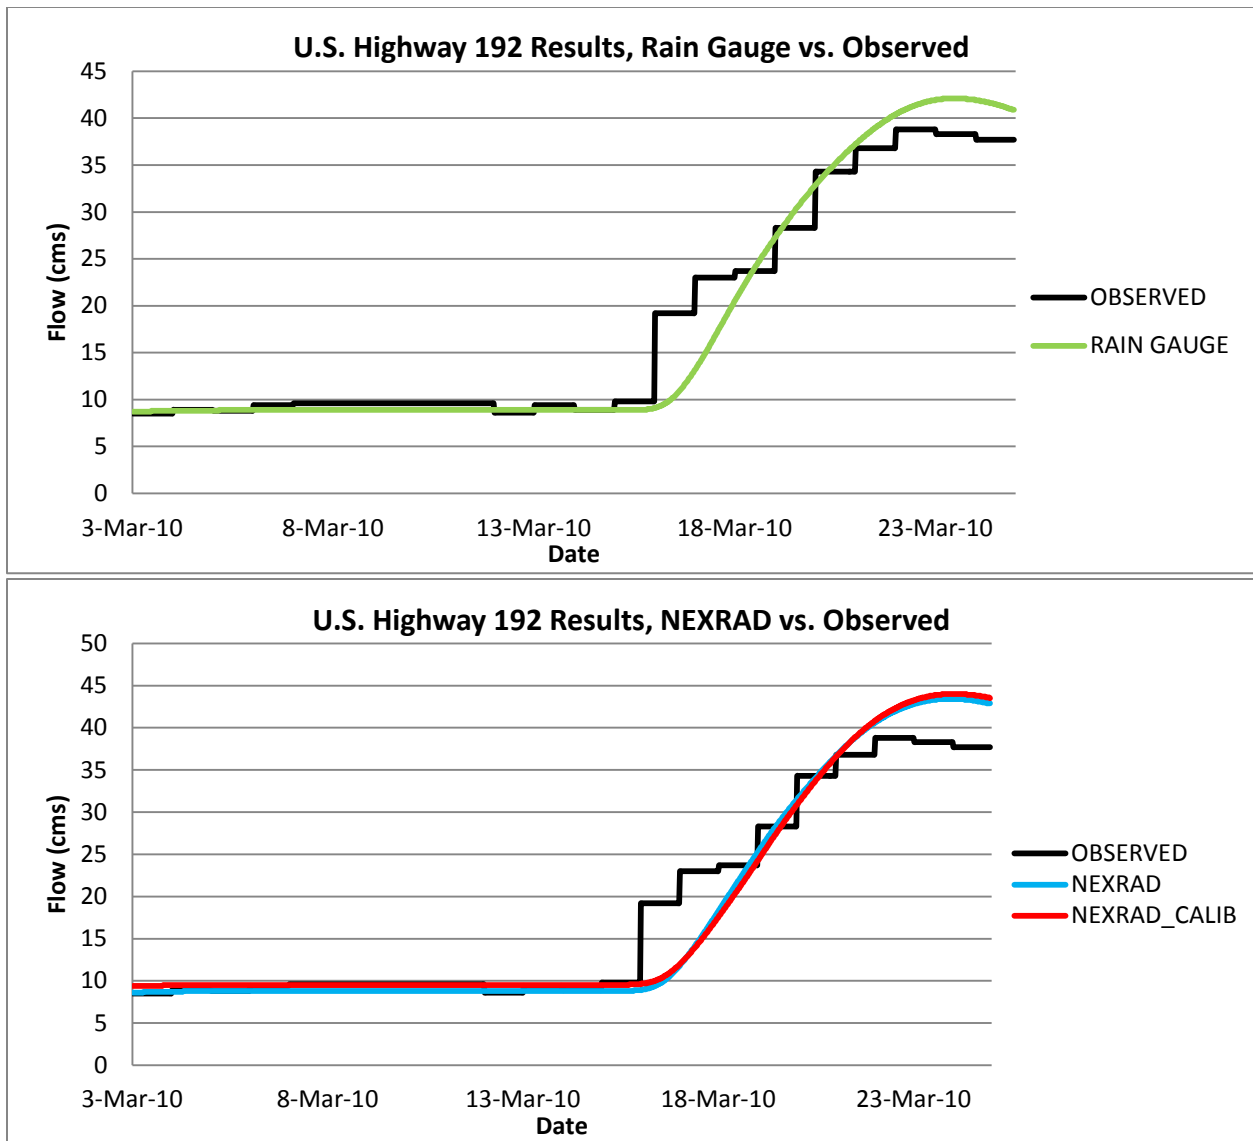 U.S. Highway 192 Results, Rain Gauge vs. Observed
45
40
35
30
25
20
15
10
5
0
Flow (cms)
3-Mar-10
8-Mar-10
13-Mar-10
18-Mar-10
23-Mar-10
Date
OBSERVED
RAIN GAUGE
U.S. Highway 192 Results, NEXRAD vs. Observed
50
45
40
35
30
25
20
15
10
5
0
Flow (cms)
3-Mar-10
8-Mar-10
13-Mar-10
18-Mar-10
23-Mar-10
Date
OBSERVED
NEXRAD
NEXRAD_CALIB